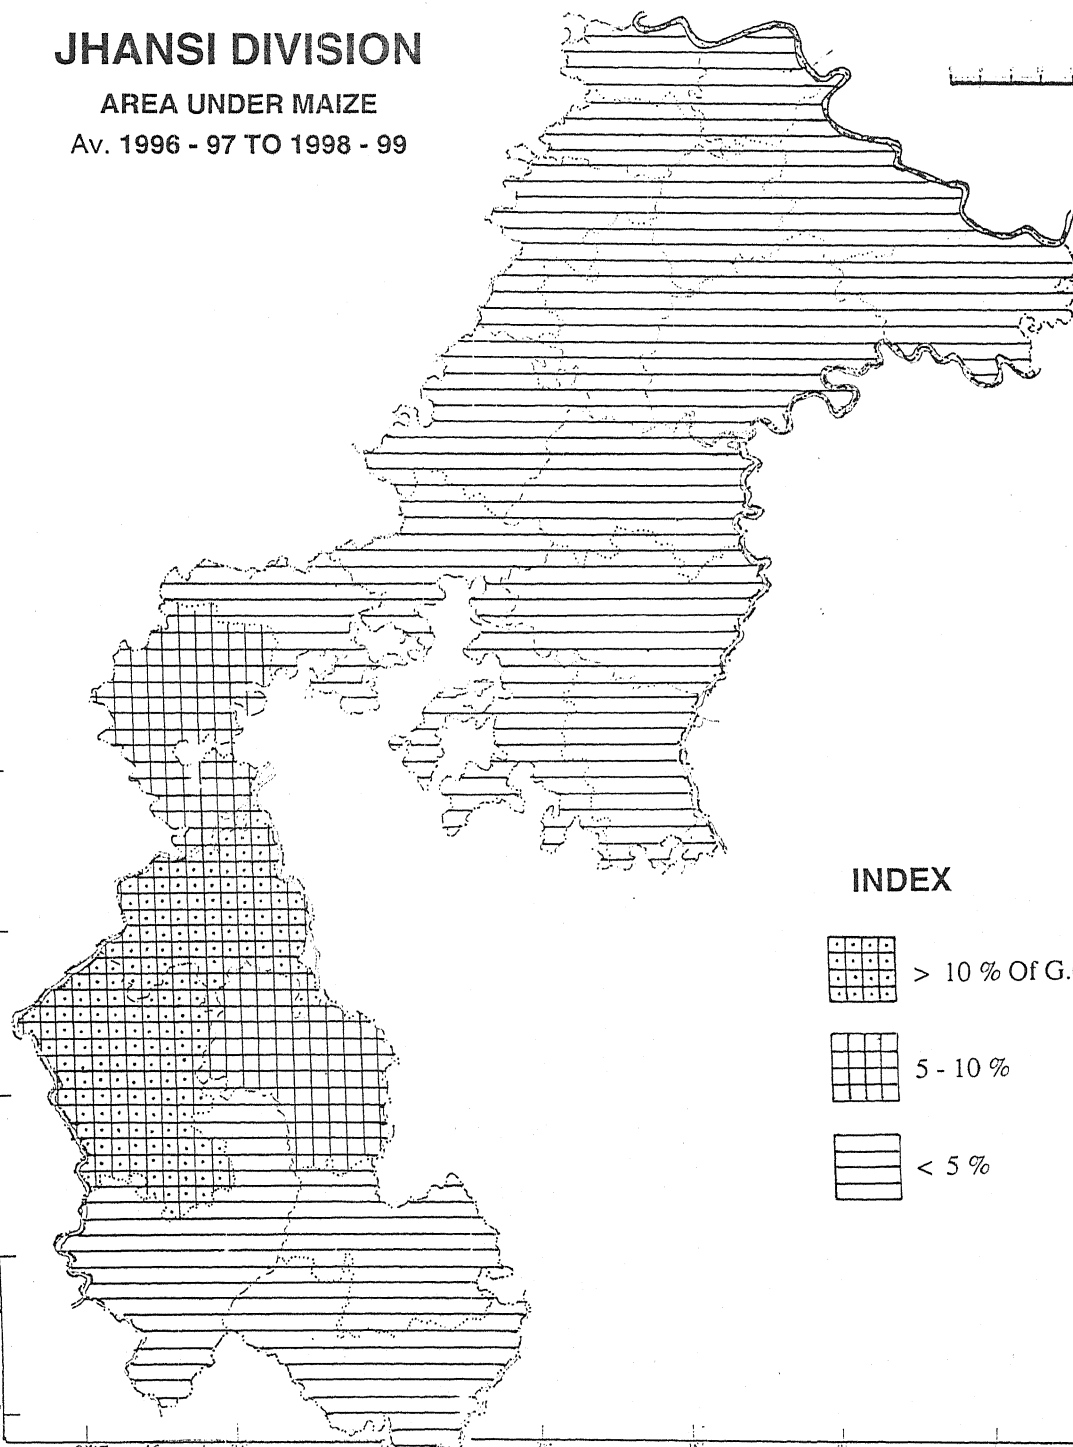 JHANSI DIVISION
AREA UNDER MAIZE
Av. 1996 - 97 TO 1998 - 99
INDEX
> 10 % Of G.
5 - 10 %
< 5 %